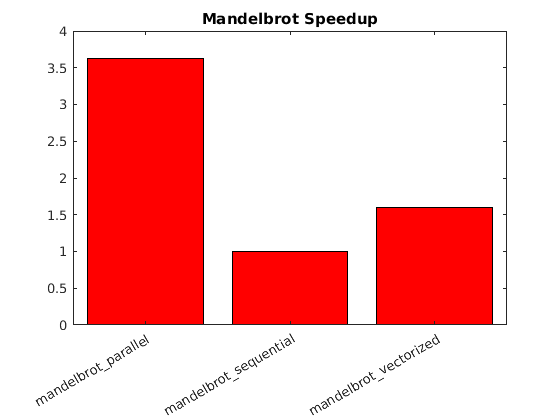 Mandelbrot Speedup
4
3.5
3
2.5
2
1.5
1
0.5
0
mandelbrot_parallel
mandelbrot_sequential
mandelbrot_vectorized